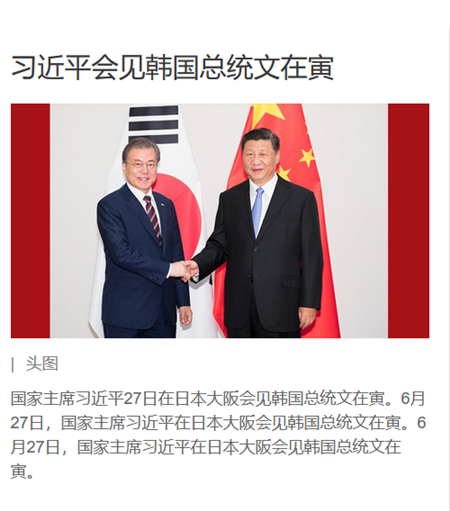 习近平会见韩国总统文在寅
| 头图
国家主席习近平27日在日本大阪会见韩国总统文在寅。6月
27日，国家主席习近平在日本大阪会见韩国总统文在寅。6
月27日，国家主席习近平在日本大阪会见韩国总统文在
寅。